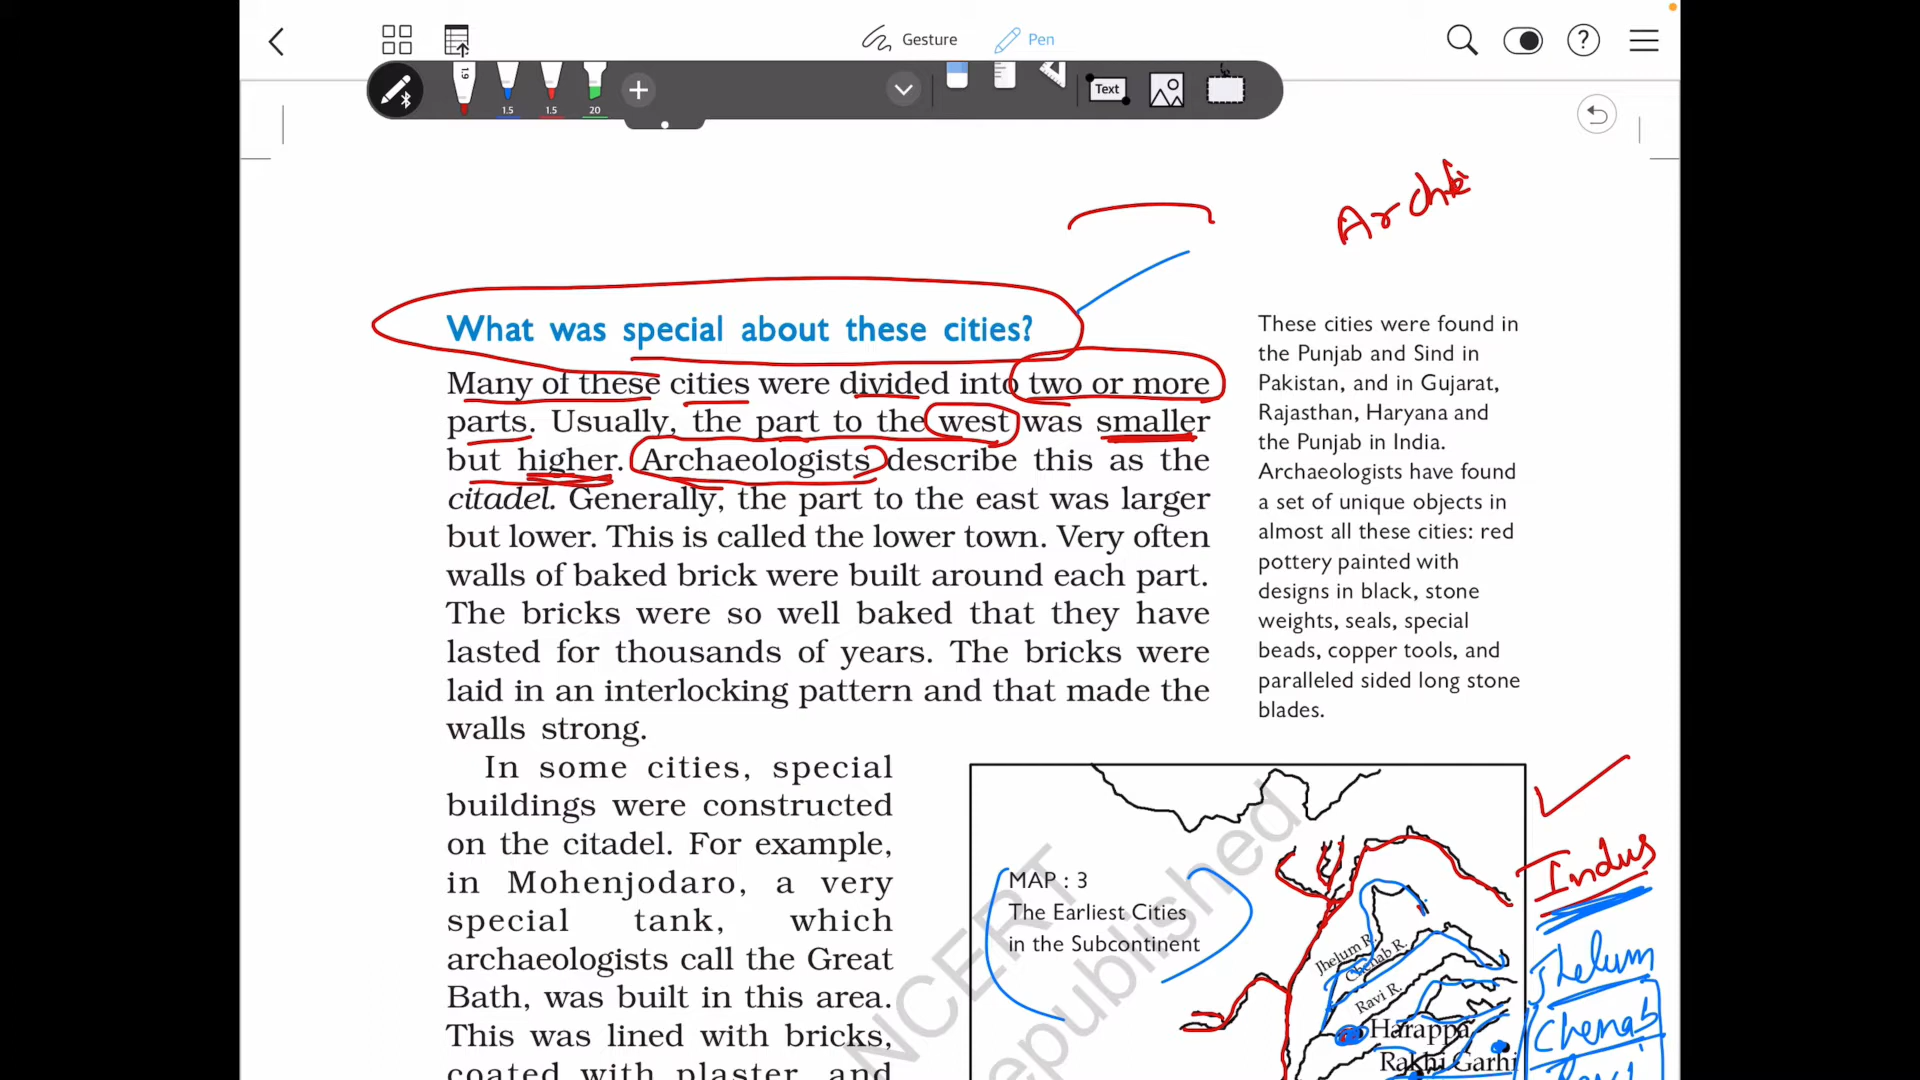 Gesture
Pen
1.9
1.5
1.5
20
Text
What was special about these cities?
Many of these cities were divided into two or more
parts. Usually, the part to the west was smaller
but higher. Archaeologists describe this as the
citadel. Generally, the part to the east was larger
but lower. This is called the lower town. Very often
walls of baked brick were built around each part.
The bricks were so well baked that they have
lasted for thousands of years. The bricks were
laid in an interlocking pattern and that made the
walls strong.
In some cities, special
buildings were constructed
on the citadel. For example,
in Mohenjodaro, a very
special tank, which
archaeologists call the Great
Bath, was built in this area.
This was lined with bricks,
coated with plaster, and
These cities were found in
the Punjab and Sind in
Pakistan, and in Gujarat,
Rajasthan, Haryana and
the Punjab in India.
Archaeologists have found
a set of unique objects in
almost all these cities: red
pottery painted with
designs in black, stone
weights, seals, special
beads, copper tools, and
paralleled sided long stone
blades.
MAP : 3
The Earliest Cities
in the Subcontinent
Jhelum R.
Chenab R.
Ravi R.
Harappa
Rakhi Garhi
Indus
Jhelum
Chenab
NCERT
republished